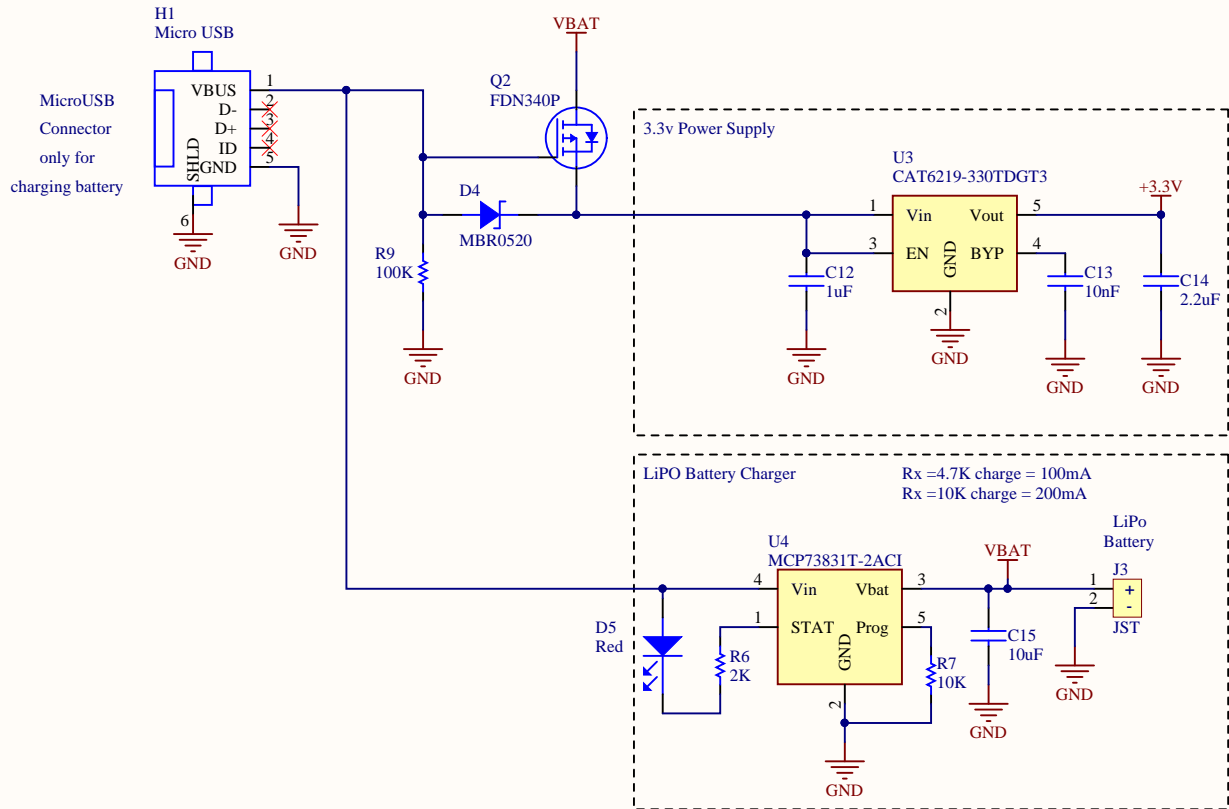 H1
Micro USB
MicroUSB
Connector
only for
charging battery
VBUS
D-
D+
ID
GND
SHLD
1
2
3
4
5
6
GND
GND
VBAT
Q2
FDN340P
D4
MBR0520
R9
100K
GND
3.3v Power Supply
U3
CAT6219-330TDGT3
1
Vin
Vout
5
3
EN
BYP
4
GND
2
GND
C12
1uF
GND
C13
10nF
GND
+3.3V
C14
2.2uF
GND
LiPO Battery Charger
Rx =4.7K charge = 100mA
Rx =10K charge = 200mA
U4
MCP73831T-2ACI
4
Vin
Vbat
3
1
STAT
Prog
5
GND
2
GND
D5
Red
R6
2K
R7
10K
VBAT
C15
10uF
GND
LiPo
Battery
J3
1
+
2
-
JST
GND